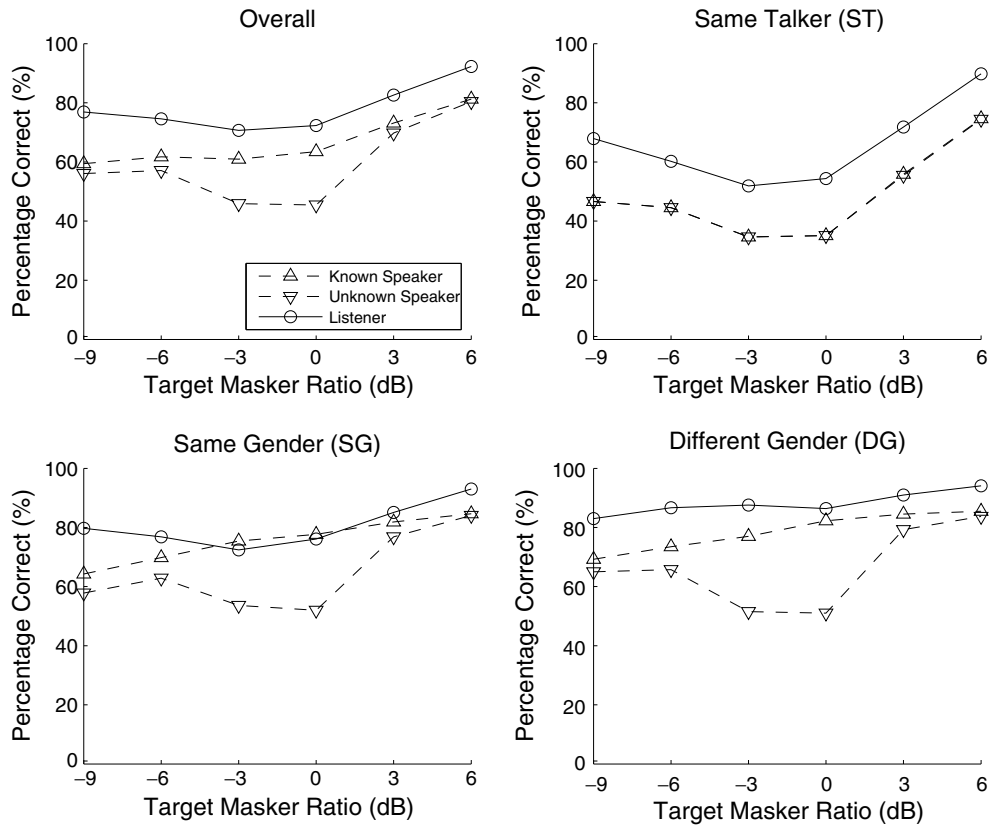 Overall
Percentage Correct (%)
100
80
60
40
20
0
Known Speaker
Unknown Speaker
Listener
−9 −6 −3 0 3 6
Target Masker Ratio (dB)
Same Talker (ST)
Percentage Correct (%)
100
80
60
40
20
0
−9 −6 −3 0 3 6
Target Masker Ratio (dB)
Same Gender (SG)
Percentage Correct (%)
100
80
60
40
20
0
−9 −6 −3 0 3 6
Target Masker Ratio (dB)
Different Gender (DG)
Percentage Correct (%)
100
80
60
40
20
0
−9 −6 −3 0 3 6
Target Masker Ratio (dB)